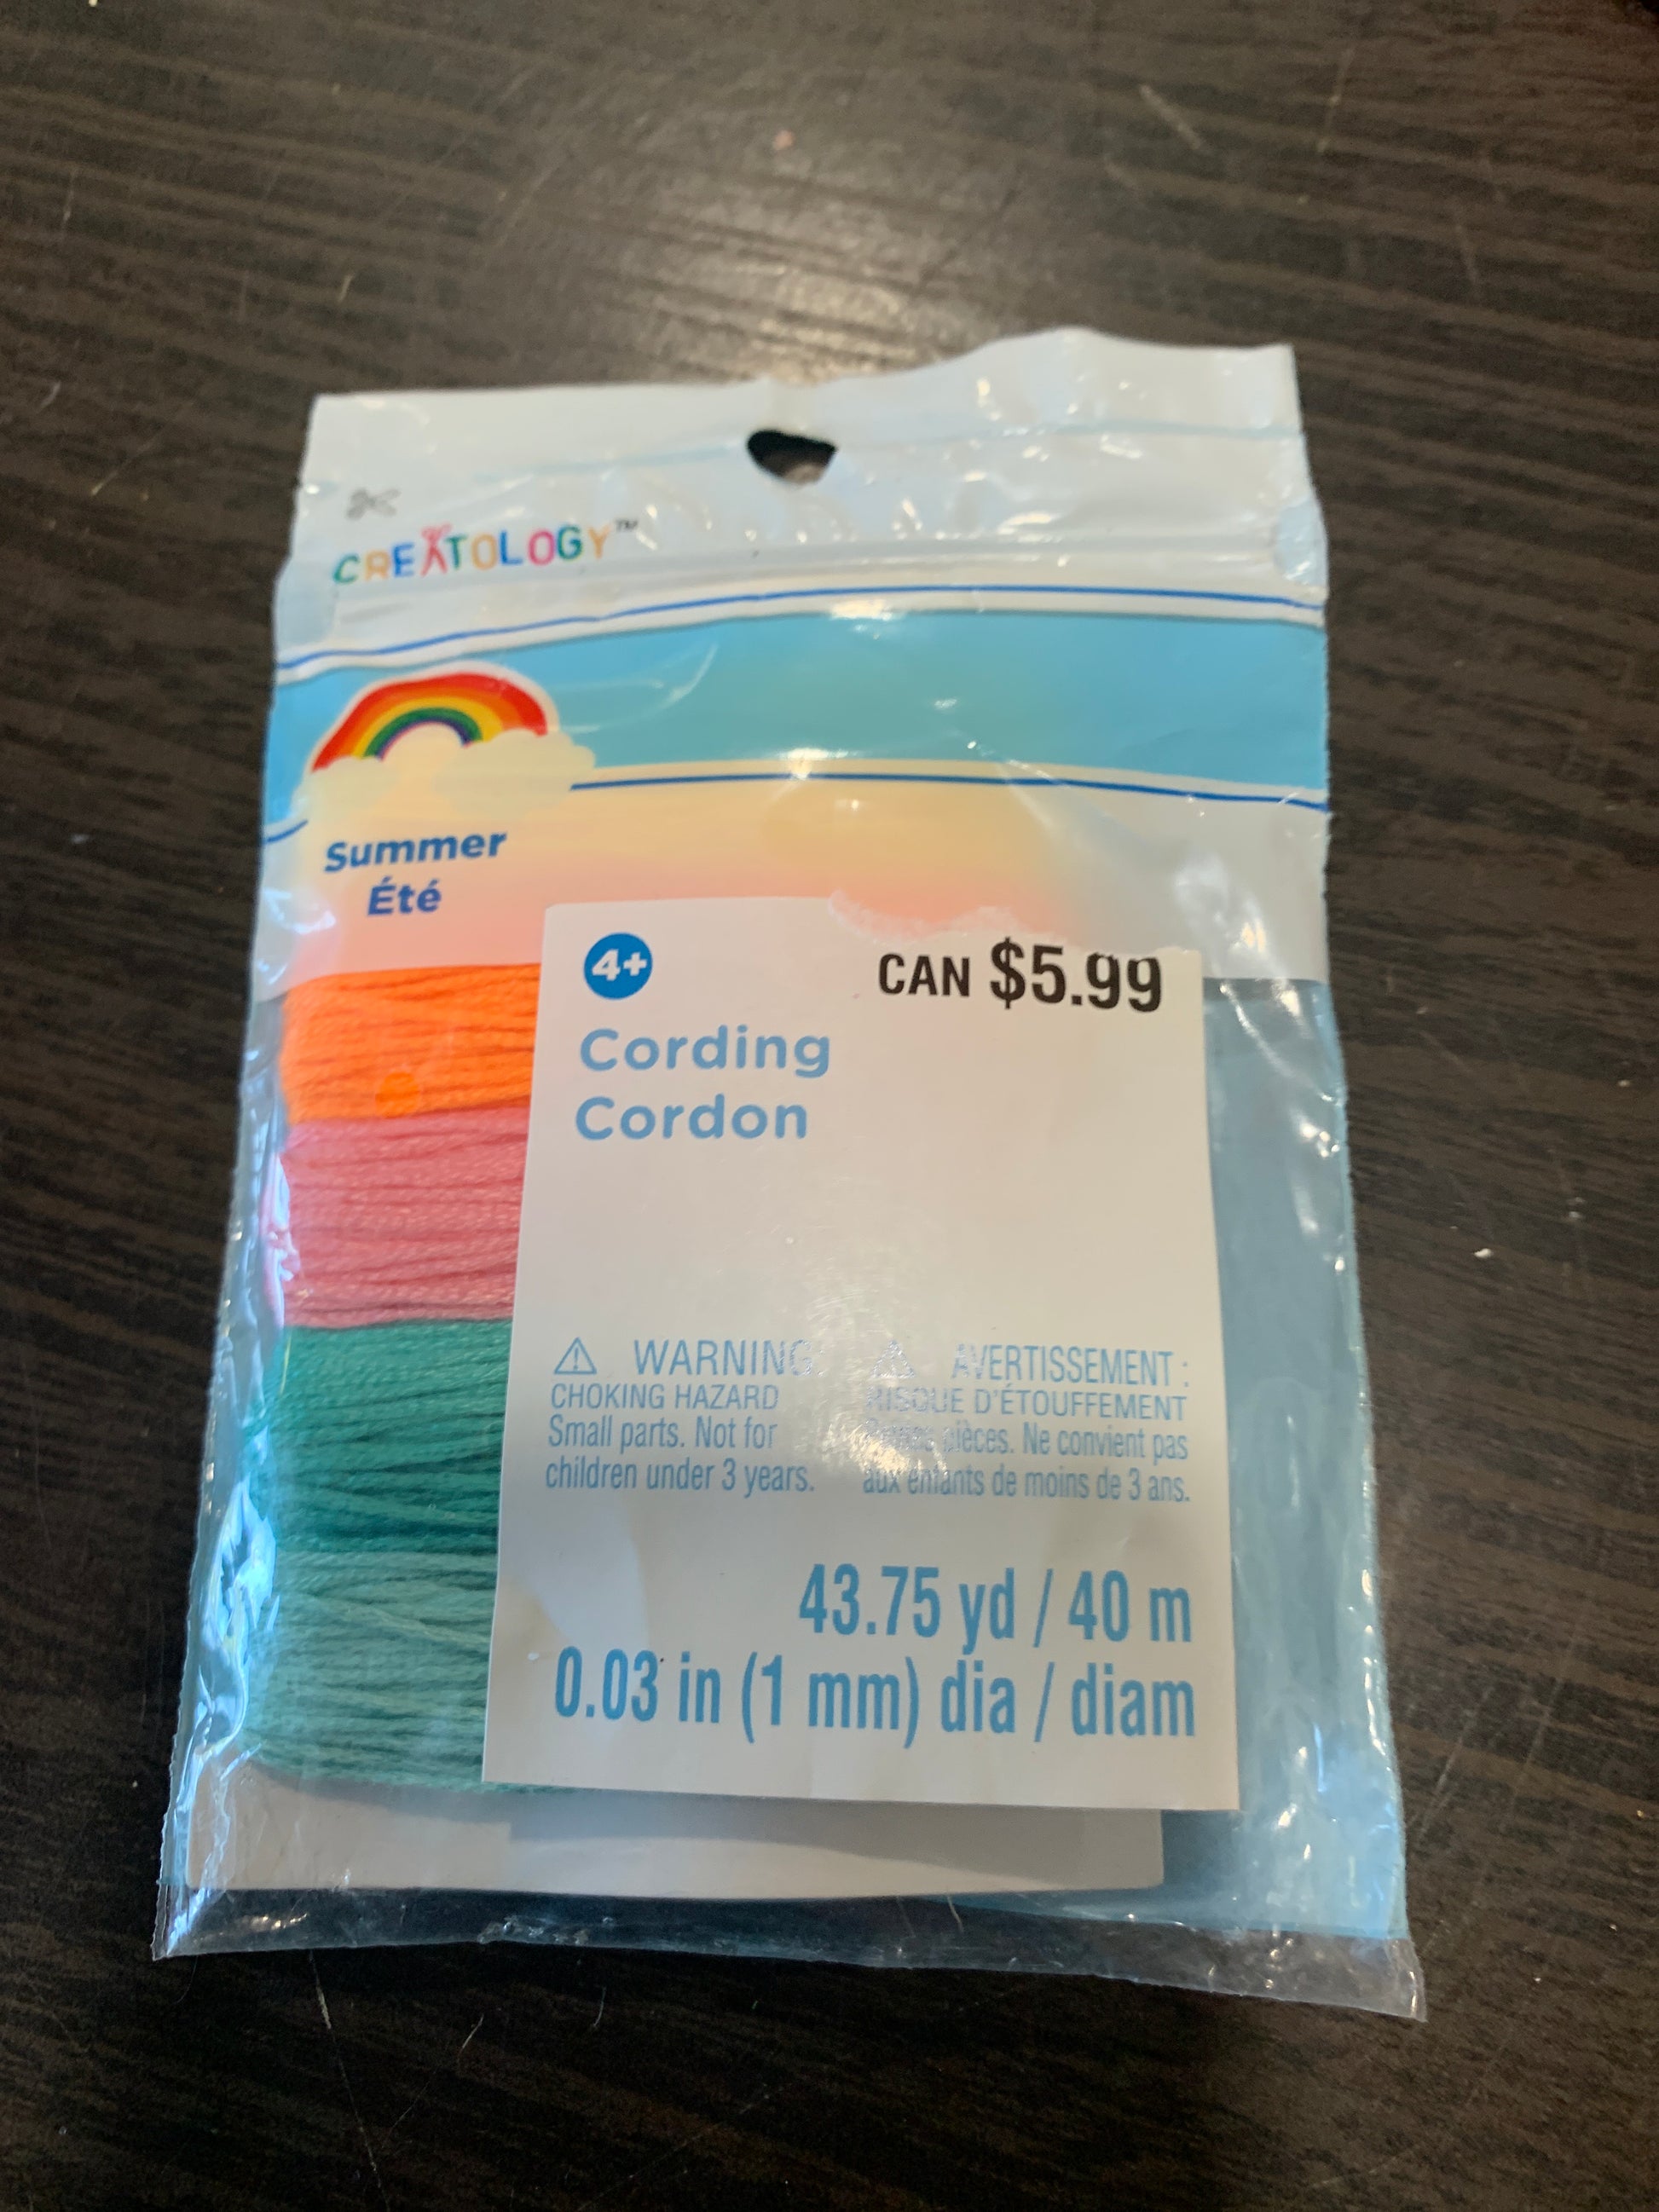 CREATOLOGY™
Summer
Été
4+
CAN $5.99
Cording
Cordon
⚠ WARNING:
CHOKING HAZARD
Small parts. Not for
children under 3 years.
⚠ AVERTISSEMENT :
RISQUE D'ÉTOUFFEMENT
pièces. Ne convient pas
aux enfants de moins de 3 ans.
43.75 yd / 40 m
0.03 in (1 mm) dia / diam